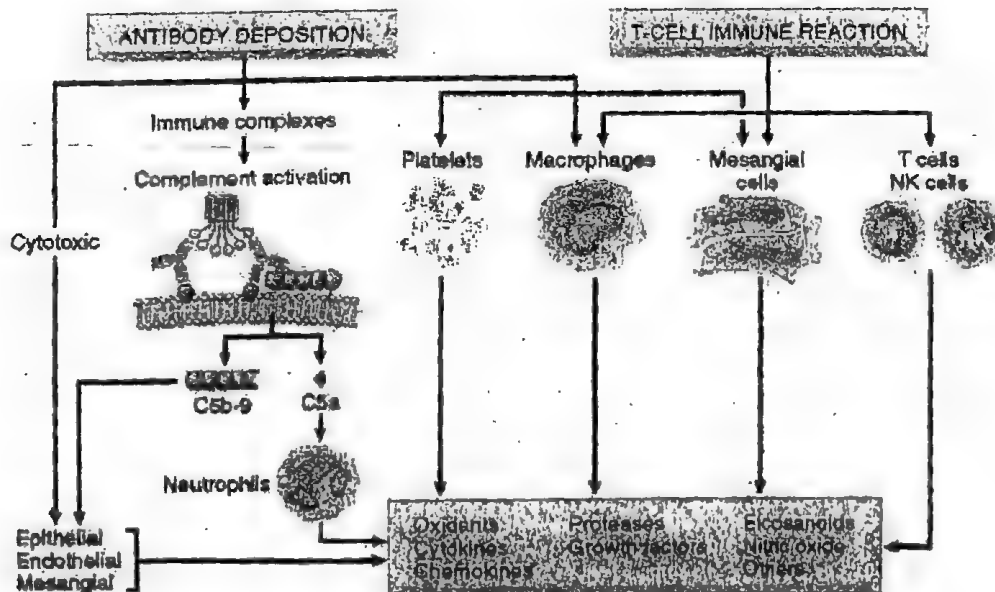 ANTIBODY DEPOSITION
T-CELL IMMUNE REACTION
Immune complexes
Complement activation
Platelets
Macrophages
Mesangial
cells
T cells
NK cells
Cytotoxic
C5b-9
C5a
Neutrophils
Epithelial
Endothelial
Mesangial
Oxidants
Cytokines
Chemokines
Proteases
Growth factors
Eicosanoids
Nitric oxide
Others